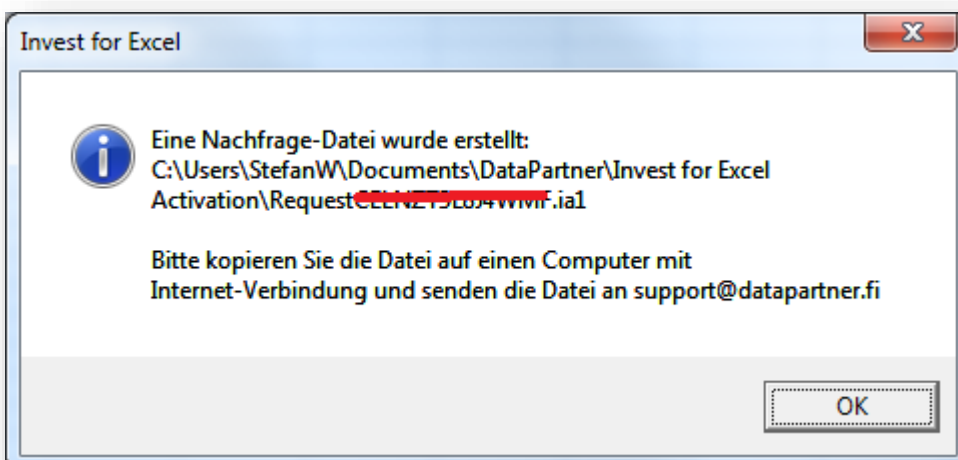 Invest for Excel
Eine Nachfrage-Datei wurde erstellt:
C:\Users\StefanW\Documents\DataPartner\Invest for Excel
Activation\Request .ia1
Bitte kopieren Sie die Datei auf einen Computer mit
Internet-Verbindung und senden die Datei an support@datapartner.fi
OK